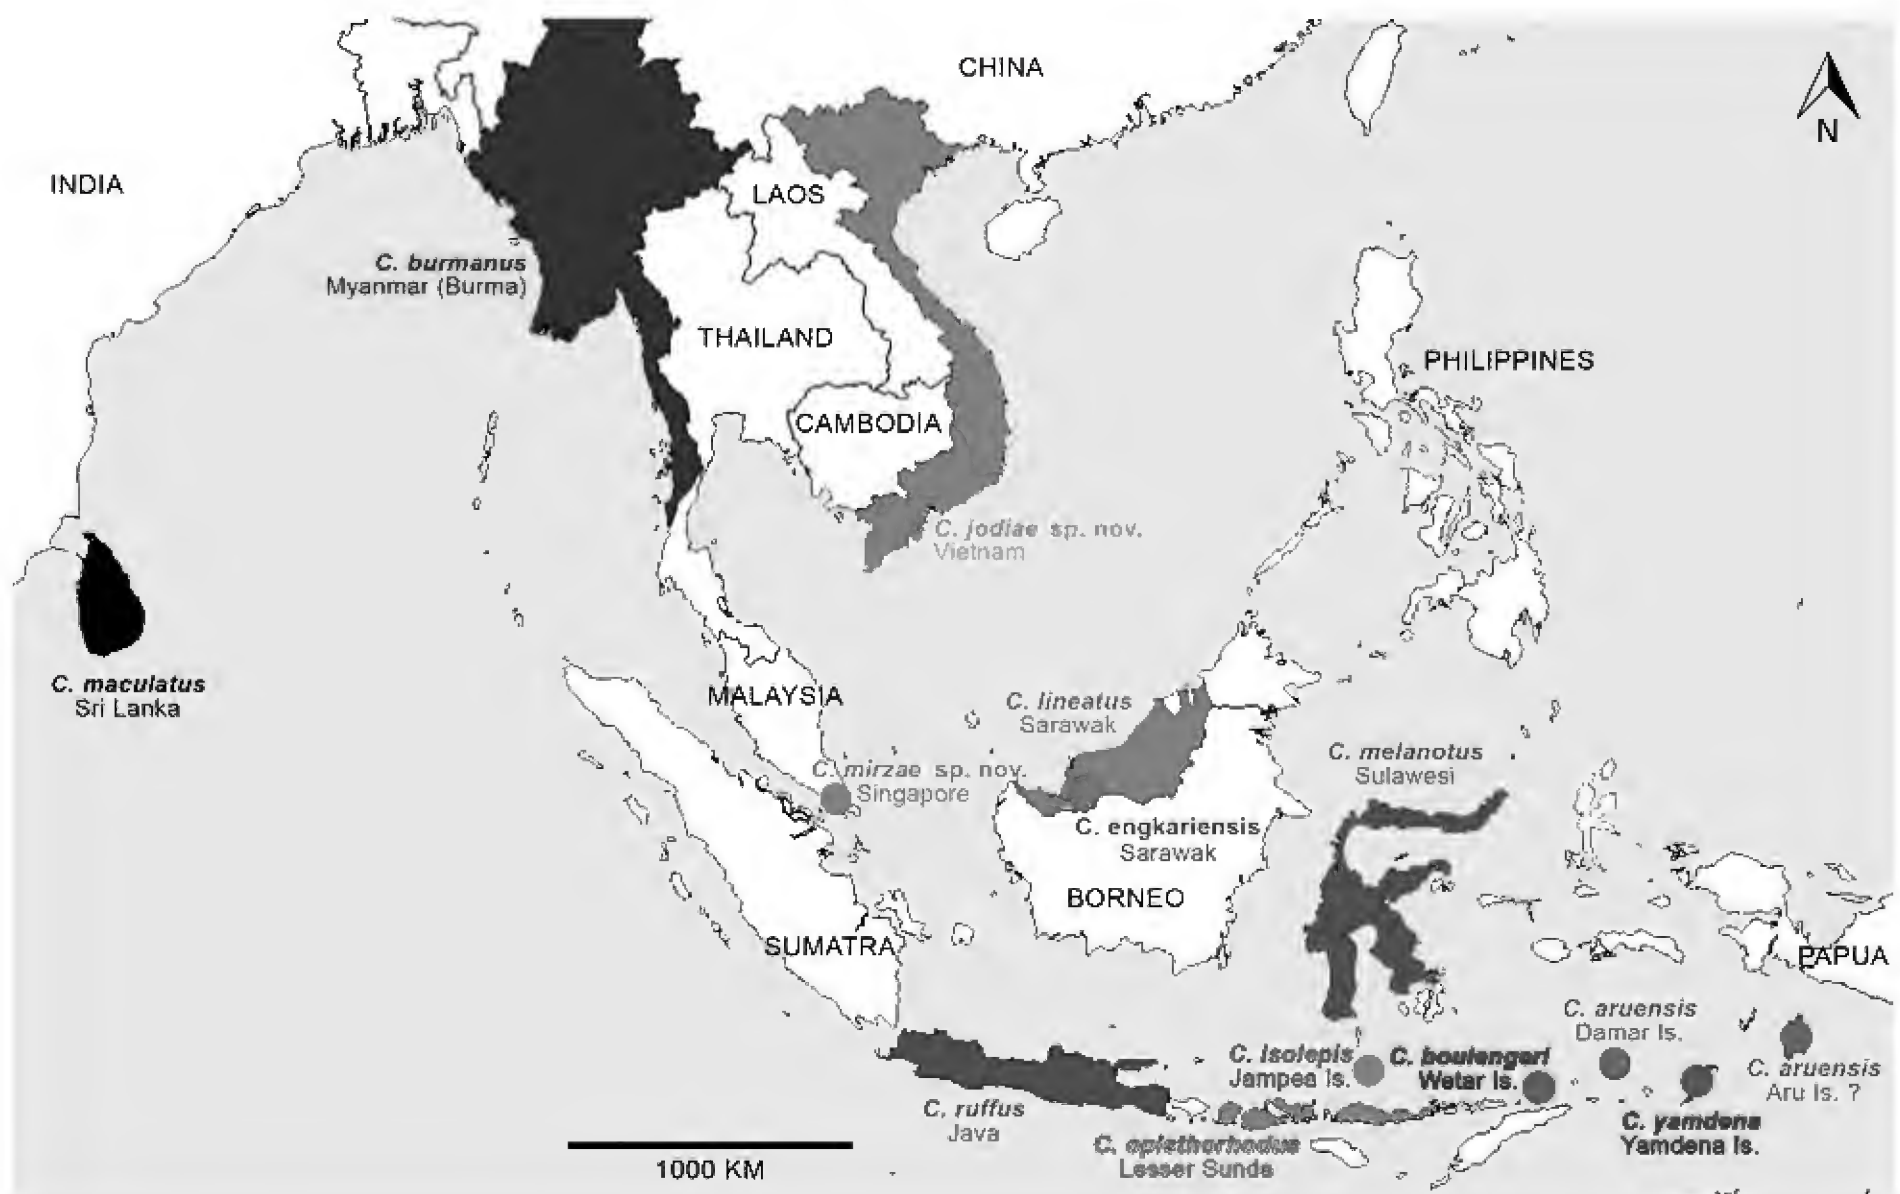 CHINA
N
INDIA
LAOS
C. burmanus
Myanmar (Burma)
THAILAND
PHILIPPINES
CAMBODIA
C. jodiae sp. nov.
Vietnam
C. maculatus
Sri Lanka
MALAYSIA
C. lineatus
Sarawak
C. mirzae sp. nov.
Singapore
C. melanotus
Sulawesi
C. engkariensis
Sarawak
BORNEO
SUMATRA
PAPUA
C. aruensis
Damar Is.
C. isolepis
Jampea Is.
C. boulengeri
Wetar Is.
C. aruensis
Aru Is. ?
C. ruffus
Java
C. yamdena
Yamdena Is.
C. opisthorhodus
Lesser Sunda
1000 KM